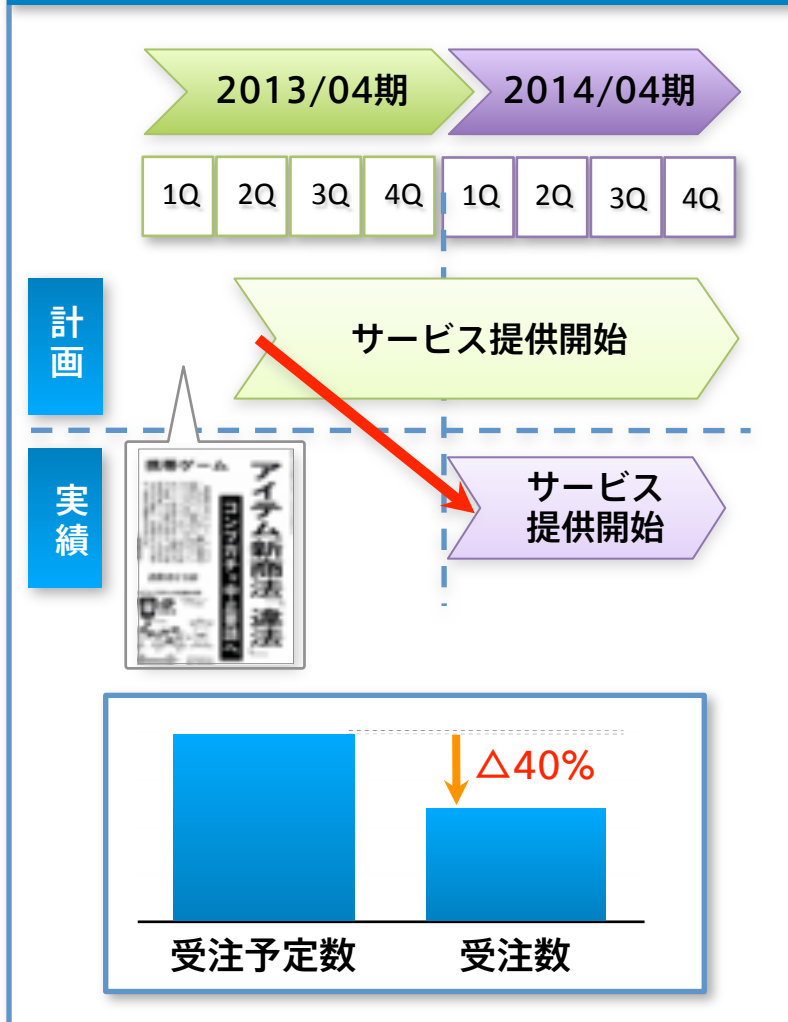 2013/04期
2014/04期
1Q 2Q 3Q 4Q 1Q 2Q 3Q 4Q
計画
サービス提供開始
実績
携帯ゲーム
アイテム新商法 違法
サービス
提供開始
△40%
受注予定数
受注数